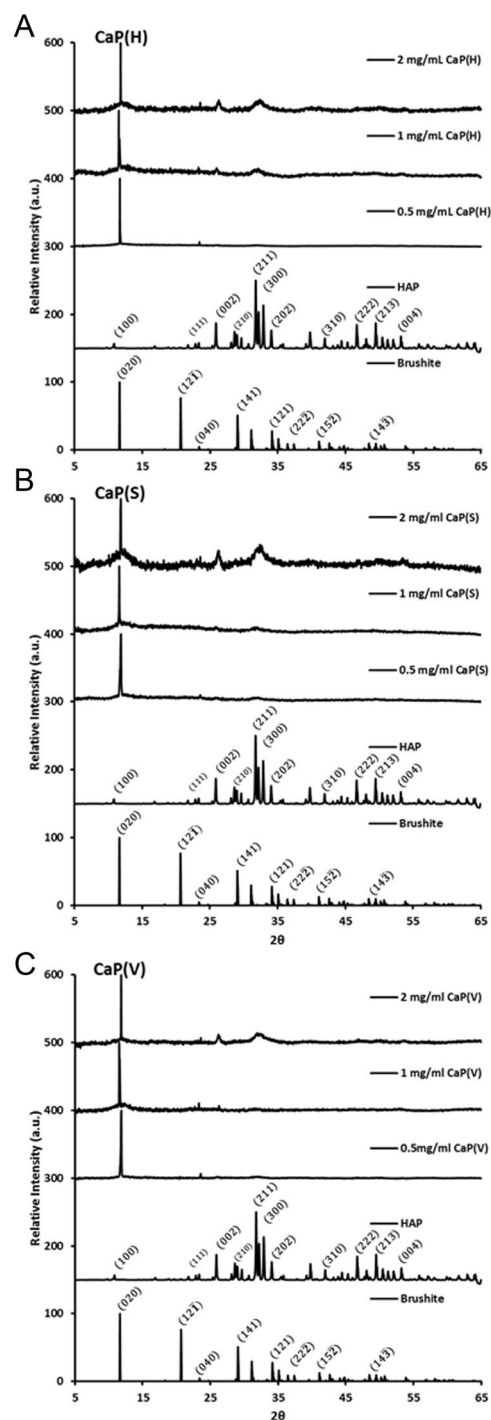 A
CaP(H)
600
2 mg/mL CaP(H)
500
1 mg/mL CaP(H)
400
0.5 mg/mL CaP(H)
300
(211)
HAP
(300)
200
(002)
(222)
(213)
(100)
(111)
(210)
(202)
(310)
(004)
(020)
Brushite
100
(12̄1)
(141)
(040)
(121)
(222̄)
(152̄)
(143̄)
0
5 15 25 35 45 55 65
Relative Intensity (a.u.)
B
CaP(S)
600
2 mg/ml CaP(S)
500
1 mg/ml CaP(S)
400
0.5 mg/ml CaP(S)
300
(211)
HAP
(300)
200
(002)
(222)
(213)
(100)
(111)
(210)
(202)
(310)
(004)
(020)
Brushite
100
(121̄)
(141)
(040)
(121)
(222̄)
(152̄)
(143̄)
0
5 15 25 35 45 55 65
2θ
Relative Intensity (a.u.)
C
CaP(V)
600
2 mg/ml CaP(V)
500
1 mg/ml CaP(V)
400
0.5mg/ml CaP(V)
300
(211)
HAP
(300)
200
(002)
(222)
(213)
(100)
(111)
(210)
(202)
(310)
(004)
(020)
Brushite
100
(121̄)
(141)
(040)
(121)
(222̄)
(152̄)
(143̄)
0
5 15 25 35 45 55 65
2θ
Relative Intensity (a.u.)